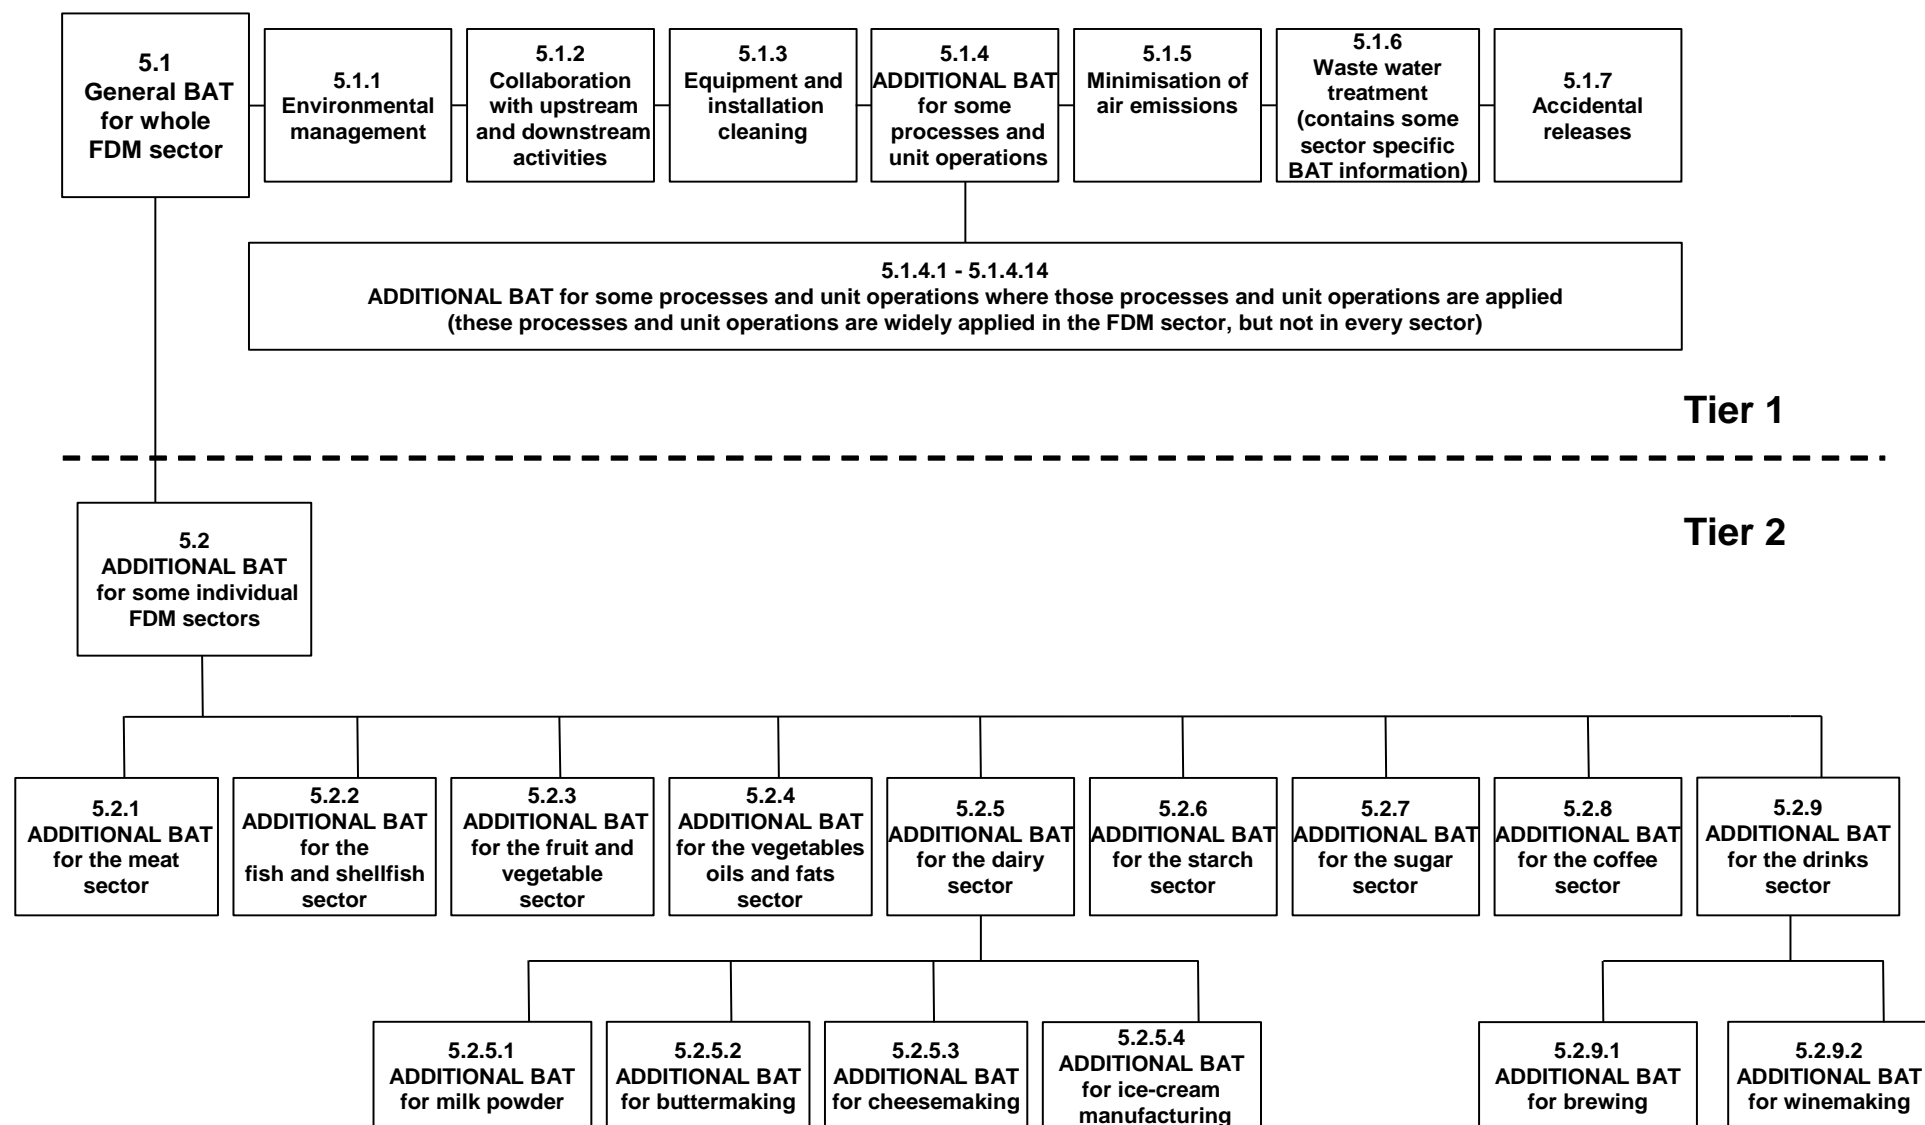 5.1
General BAT
for whole
FDM sector
5.1.1
Environmental
management
5.1.2
Collaboration
with upstream
and downstream
activities
5.1.3
Equipment and
installation
cleaning
5.1.4
ADDITIONAL BAT
for some
processes and
unit operations
5.1.5
Minimisation of
air emissions
5.1.6
Waste water
treatment
(contains some
sector specific
BAT information)
5.1.7
Accidental
releases
5.1.4.1 - 5.1.4.14
ADDITIONAL BAT for some processes and unit operations where those processes and unit operations are applied
(these processes and unit operations are widely applied in the FDM sector, but not in every sector)
Tier 1
Tier 2
5.2
ADDITIONAL BAT
for some individual
FDM sectors
5.2.1
ADDITIONAL BAT
for the meat
sector
5.2.2
ADDITIONAL BAT
for the
fish and shellfish
sector
5.2.3
ADDITIONAL BAT
for the fruit and
vegetable
sector
5.2.4
ADDITIONAL BAT
for the vegetables
oils and fats
sector
5.2.5
ADDITIONAL BAT
for the dairy
sector
5.2.6
ADDITIONAL BAT
for the starch
sector
5.2.7
ADDITIONAL BAT
for the sugar
sector
5.2.8
ADDITIONAL BAT
for the coffee
sector
5.2.9
ADDITIONAL BAT
for the drinks
sector
5.2.5.1
ADDITIONAL BAT
for milk powder
5.2.5.2
ADDITIONAL BAT
for buttermaking
5.2.5.3
ADDITIONAL BAT
for cheesemaking
5.2.5.4
ADDITIONAL BAT
for ice-cream
manufacturing
5.2.9.1
ADDITIONAL BAT
for brewing
5.2.9.2
ADDITIONAL BAT
for winemaking